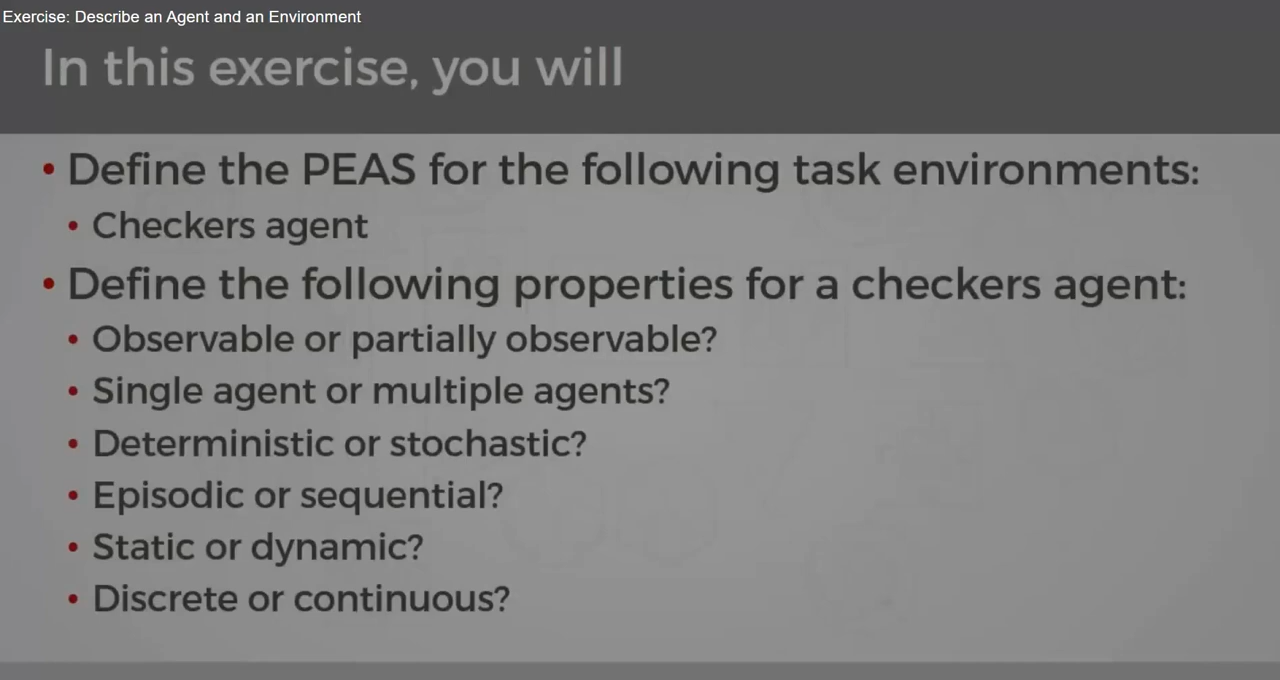 Exercise: Describe an Agent and an Environment
In this exercise, you will
• Define the PEAS for the following task environments:
• Checkers agent
• Define the following properties for a checkers agent:
• Observable or partially observable?
• Single agent or multiple agents?
• Deterministic or stochastic?
• Episodic or sequential?
• Static or dynamic?
• Discrete or continuous?